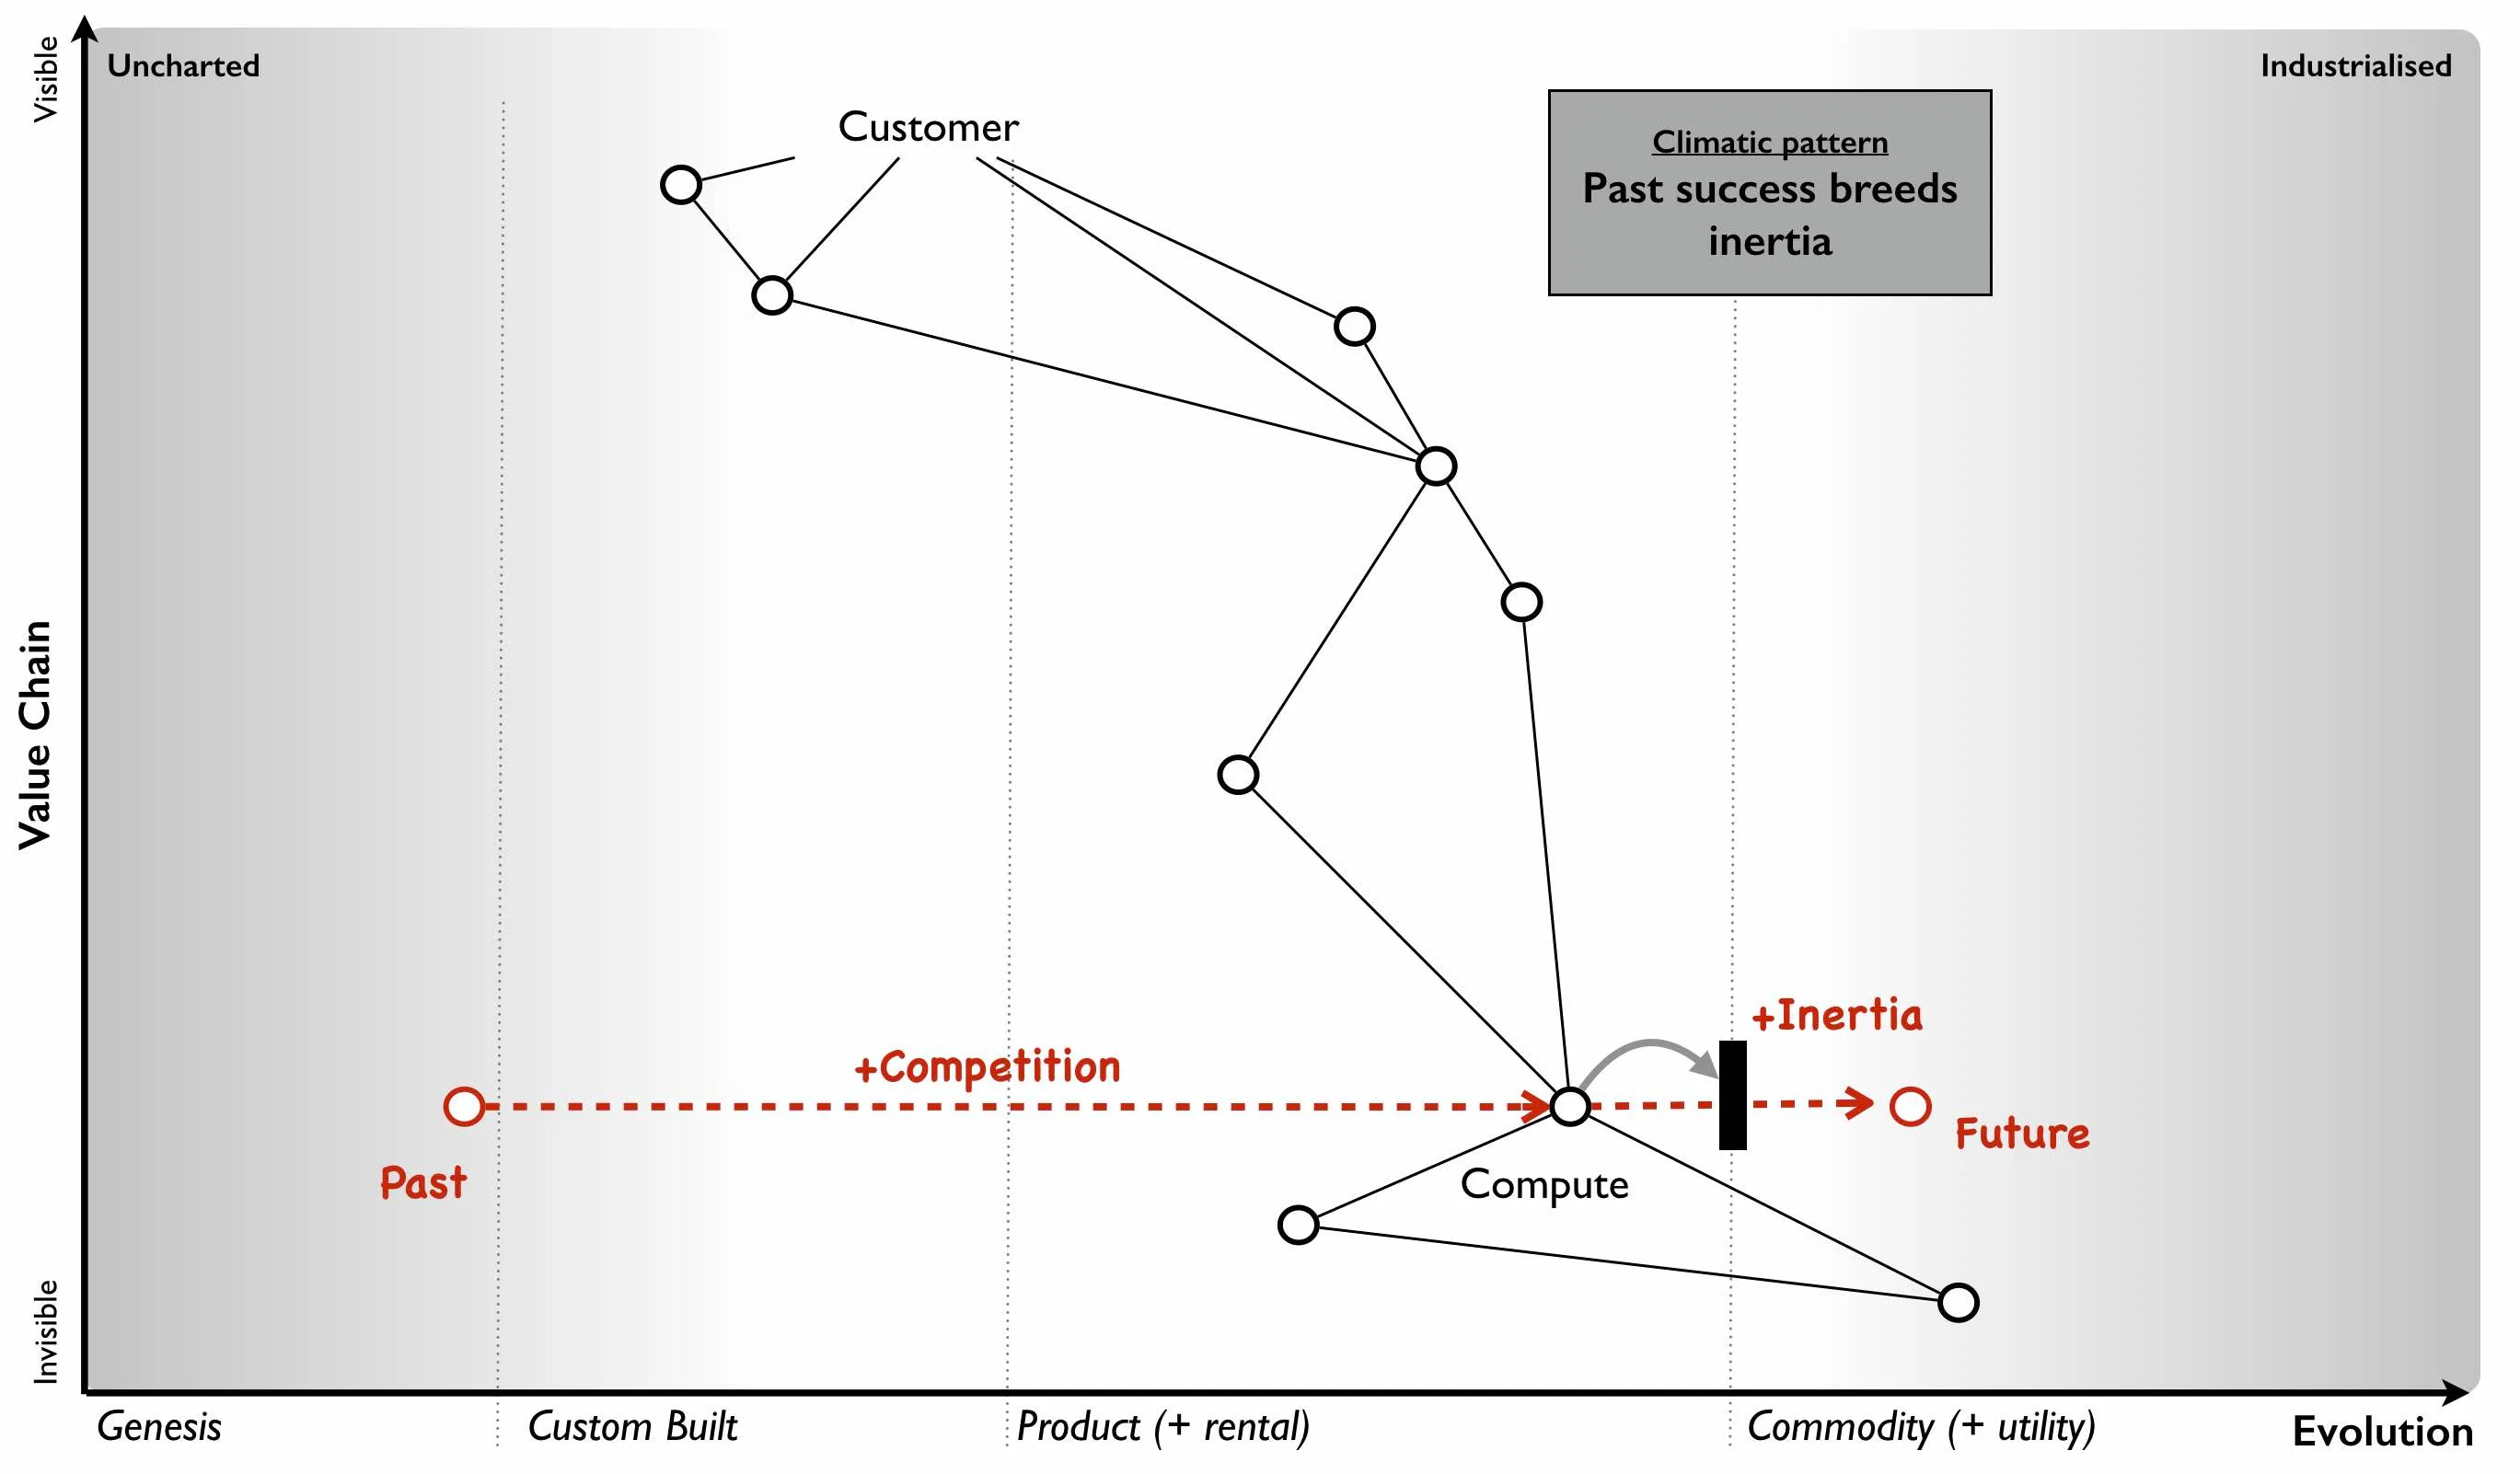 Visible
Uncharted
Industrialised
Customer
Climatic pattern
Past success breeds
inertia
Value Chain
+Inertia
+Competition
Future
Past
Compute
Invisible
Genesis
Custom Built
Product (+ rental)
Commodity (+ utility)
Evolution